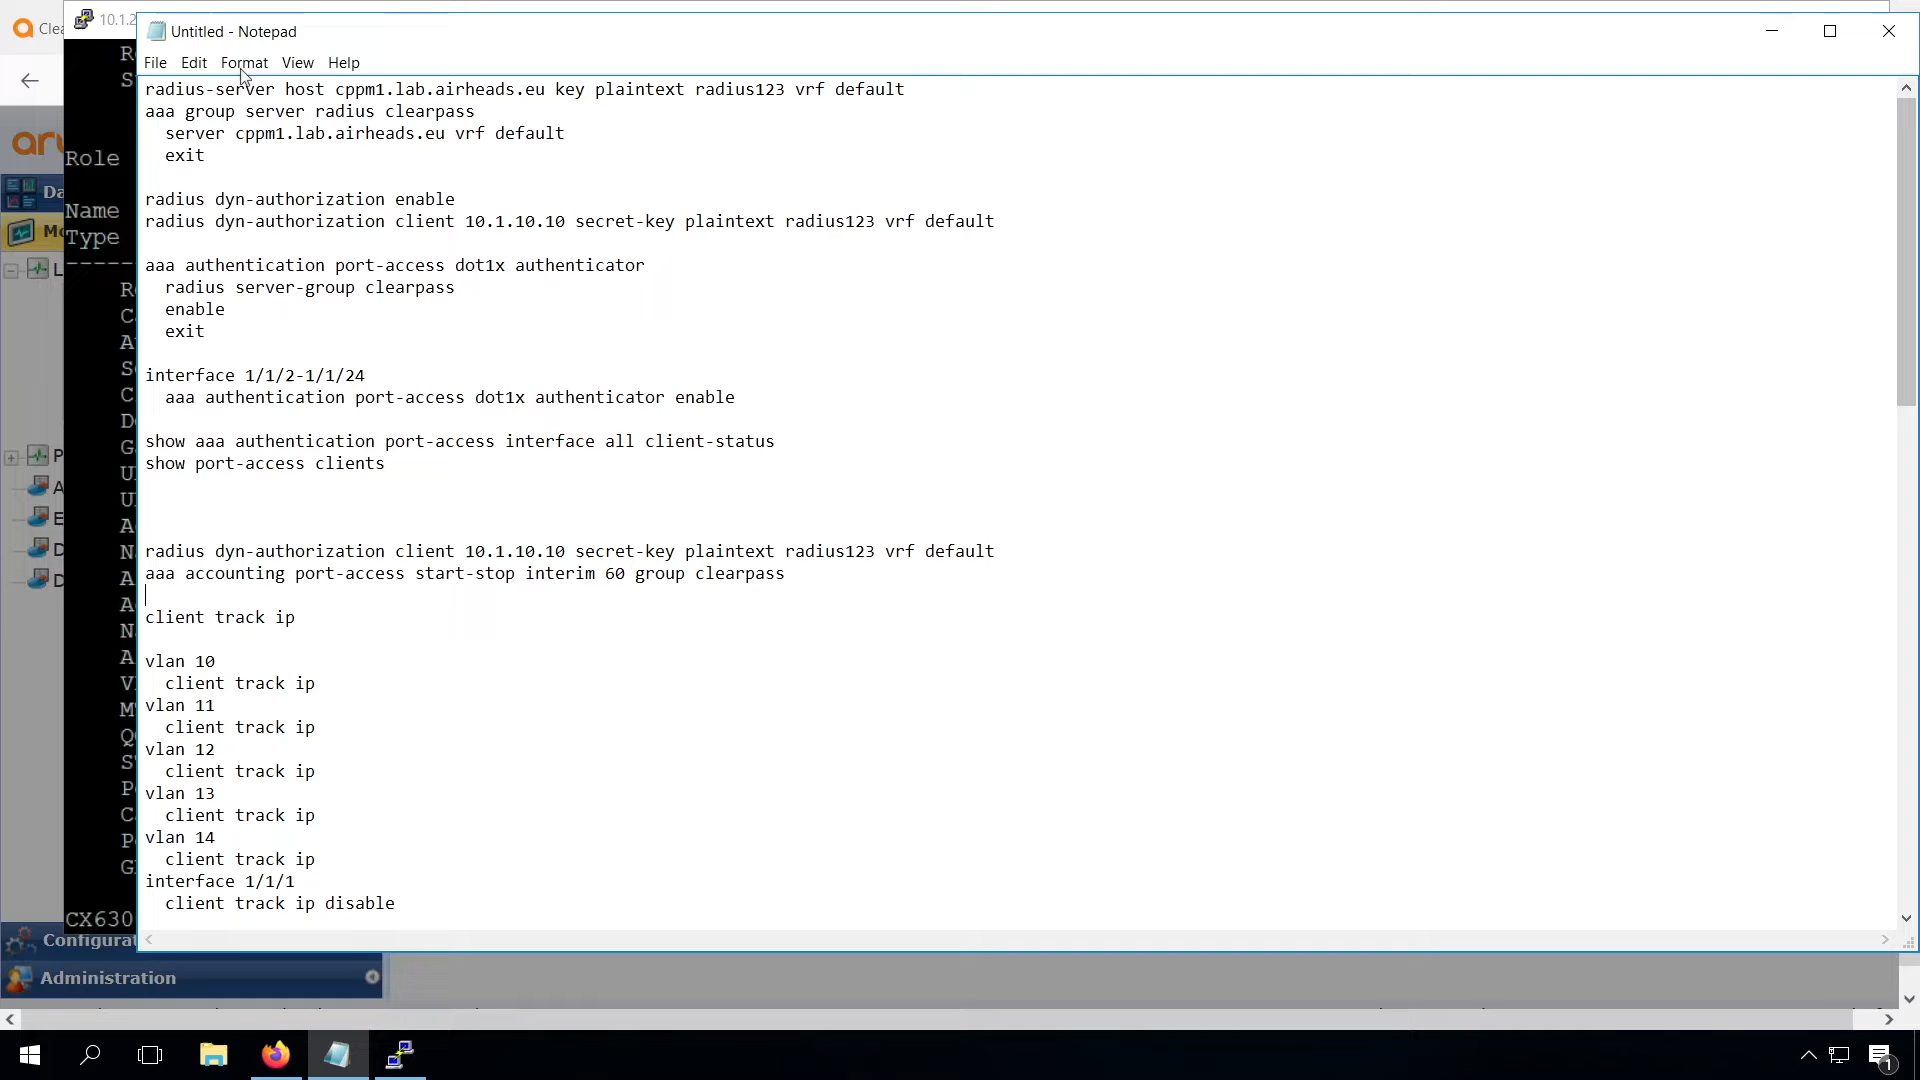 Clea
10.1.2
Untitled - Notepad
File Edit Format View Help
radius-server host cppm1.lab.airheads.eu key plaintext radius123 vrf default
aaa group server radius clearpass
  server cppm1.lab.airheads.eu vrf default
  exit
radius dyn-authorization enable
radius dyn-authorization client 10.1.10.10 secret-key plaintext radius123 vrf default
aaa authentication port-access dot1x authenticator
  radius server-group clearpass
  enable
  exit
interface 1/1/2-1/1/24
  aaa authentication port-access dot1x authenticator enable
show aaa authentication port-access interface all client-status
show port-access clients
radius dyn-authorization client 10.1.10.10 secret-key plaintext radius123 vrf default
aaa accounting port-access start-stop interim 60 group clearpass
client track ip
vlan 10
  client track ip
vlan 11
  client track ip
vlan 12
  client track ip
vlan 13
  client track ip
vlan 14
  client track ip
interface 1/1/1
  client track ip disable
Role
Name
Type
CX630
Configurat
Administration
1